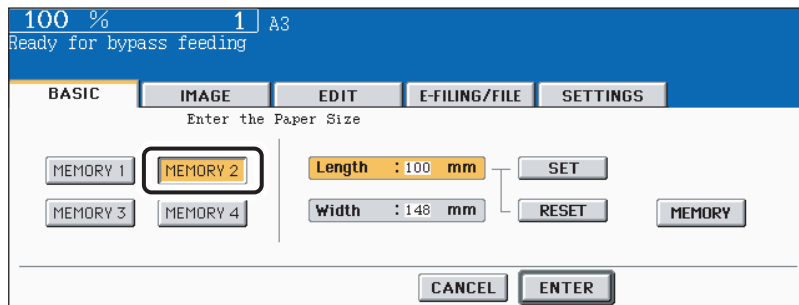 100 % 1 A3
Ready for bypass feeding
BASIC IMAGE EDIT E-FILING/FILE SETTINGS
Enter the Paper Size
MEMORY 1 MEMORY 2 Length :100 mm SET
MEMORY 3 MEMORY 4 Width :148 mm RESET MEMORY
CANCEL ENTER